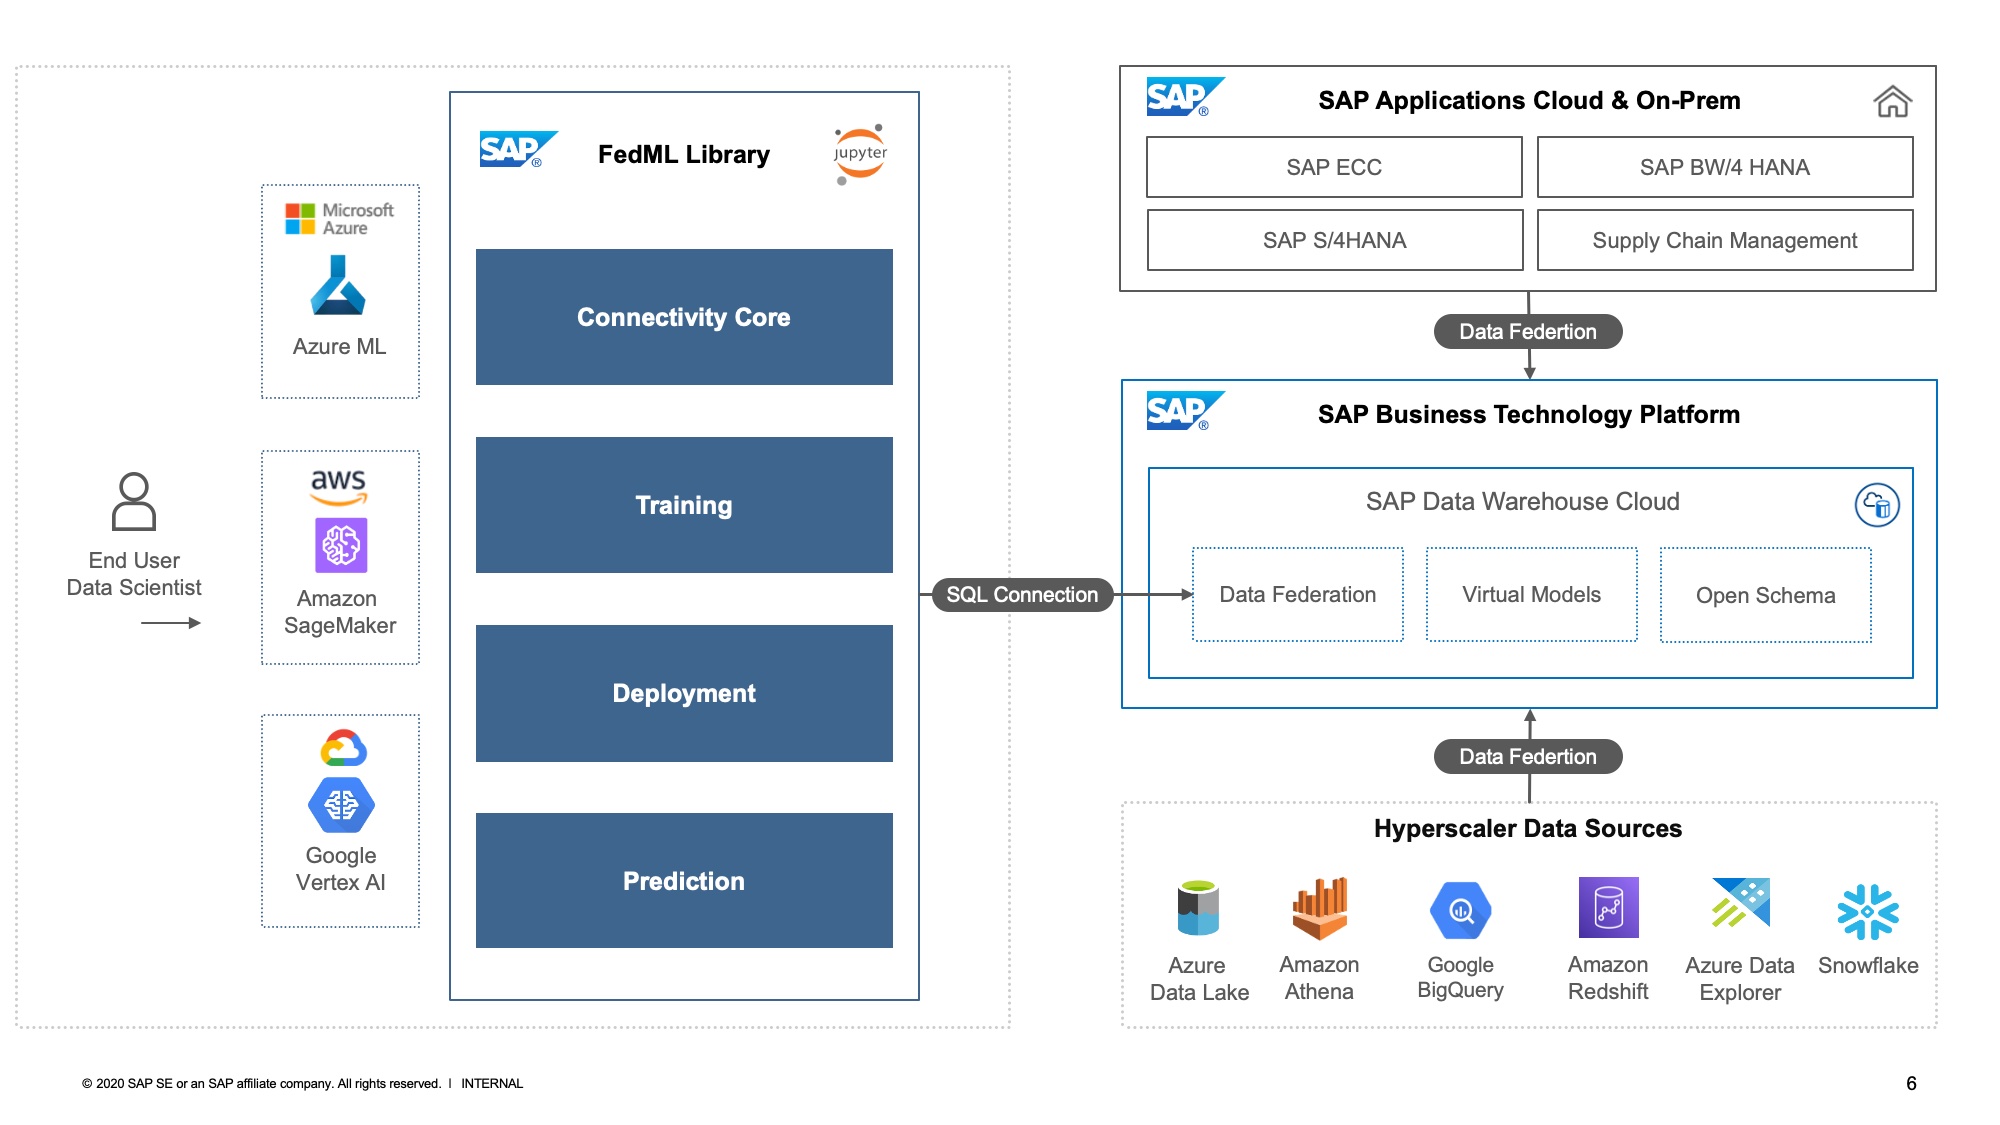 SAP®
FedML Library
jupyter
Microsoft
Azure
Azure ML
aws
Amazon
SageMaker
Google
Vertex AI
End User
Data Scientist
Connectivity Core
Training
Deployment
Prediction
SQL Connection
SAP®
SAP Applications Cloud & On-Prem
SAP ECC
SAP BW/4 HANA
SAP S/4HANA
Supply Chain Management
Data Federtion
SAP®
SAP Business Technology Platform
SAP Data Warehouse Cloud
Data Federation
Virtual Models
Open Schema
Data Federtion
Hyperscaler Data Sources
Azure
Data Lake
Amazon
Athena
Google
BigQuery
Amazon
Redshift
Azure Data
Explorer
Snowflake
© 2020 SAP SE or an SAP affiliate company. All rights reserved. | INTERNAL
6